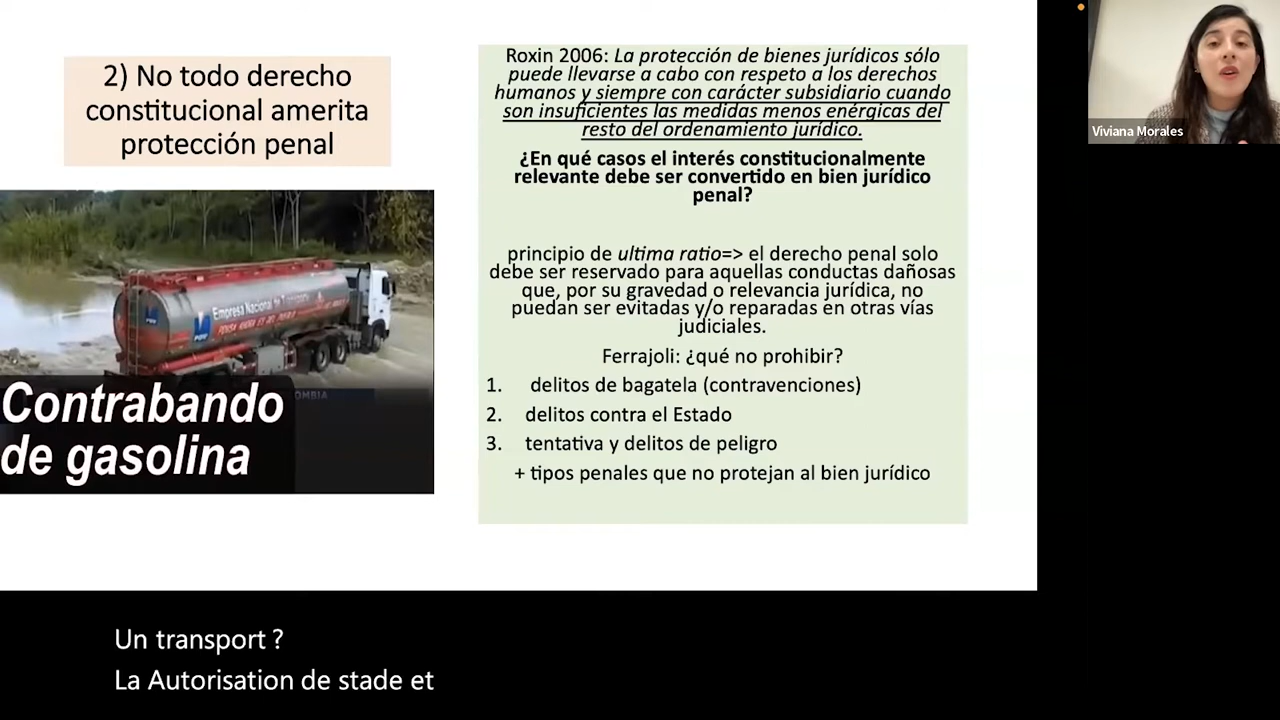 2) No todo derecho
constitucional amerita
protección penal
Contrabando
de gasolina
Empresa Nacional de Transporte
OMBIA
Roxin 2006: La protección de bienes jurídicos sólo
puede llevarse a cabo con respeto a los derechos
humanos y siempre con carácter subsidiario cuando
son insuficientes las medidas menos enérgicas del
resto del ordenamiento jurídico.
¿En qué casos el interés constitucionalmente
relevante debe ser convertido en bien jurídico
penal?
principio de ultima ratio=> el derecho penal solo
debe ser reservado para aquellas conductas dañosas
que, por su gravedad o relevancia jurídica, no
puedan ser evitadas y/o reparadas en otras vías
judiciales.
Ferrajoli: ¿qué no prohibir?
1. delitos de bagatela (contravenciones)
2. delitos contra el Estado
3. tentativa y delitos de peligro
+ tipos penales que no protejan al bien jurídico
Viviana Morales
Un transport ?
La Autorisation de stade et